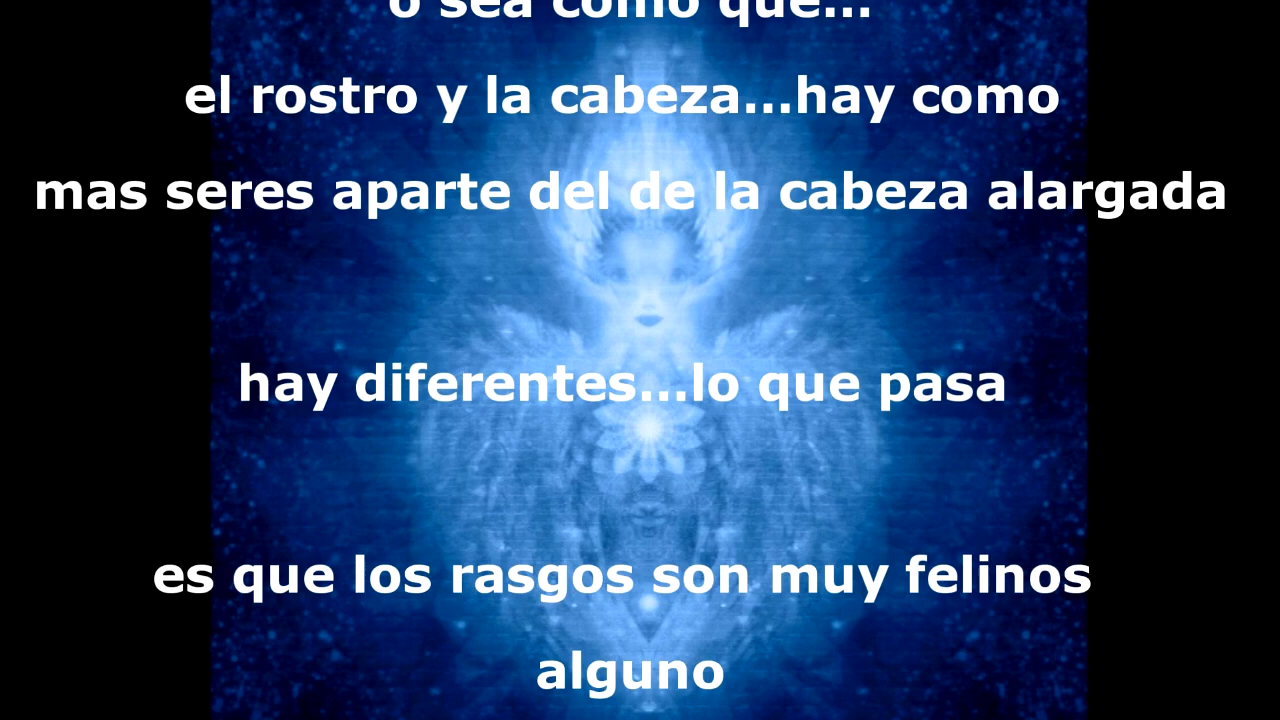 o sea como que...
el rostro y la cabeza...hay como
mas seres aparte del de la cabeza alargada
hay diferentes...lo que pasa
es que los rasgos son muy felinos
alguno